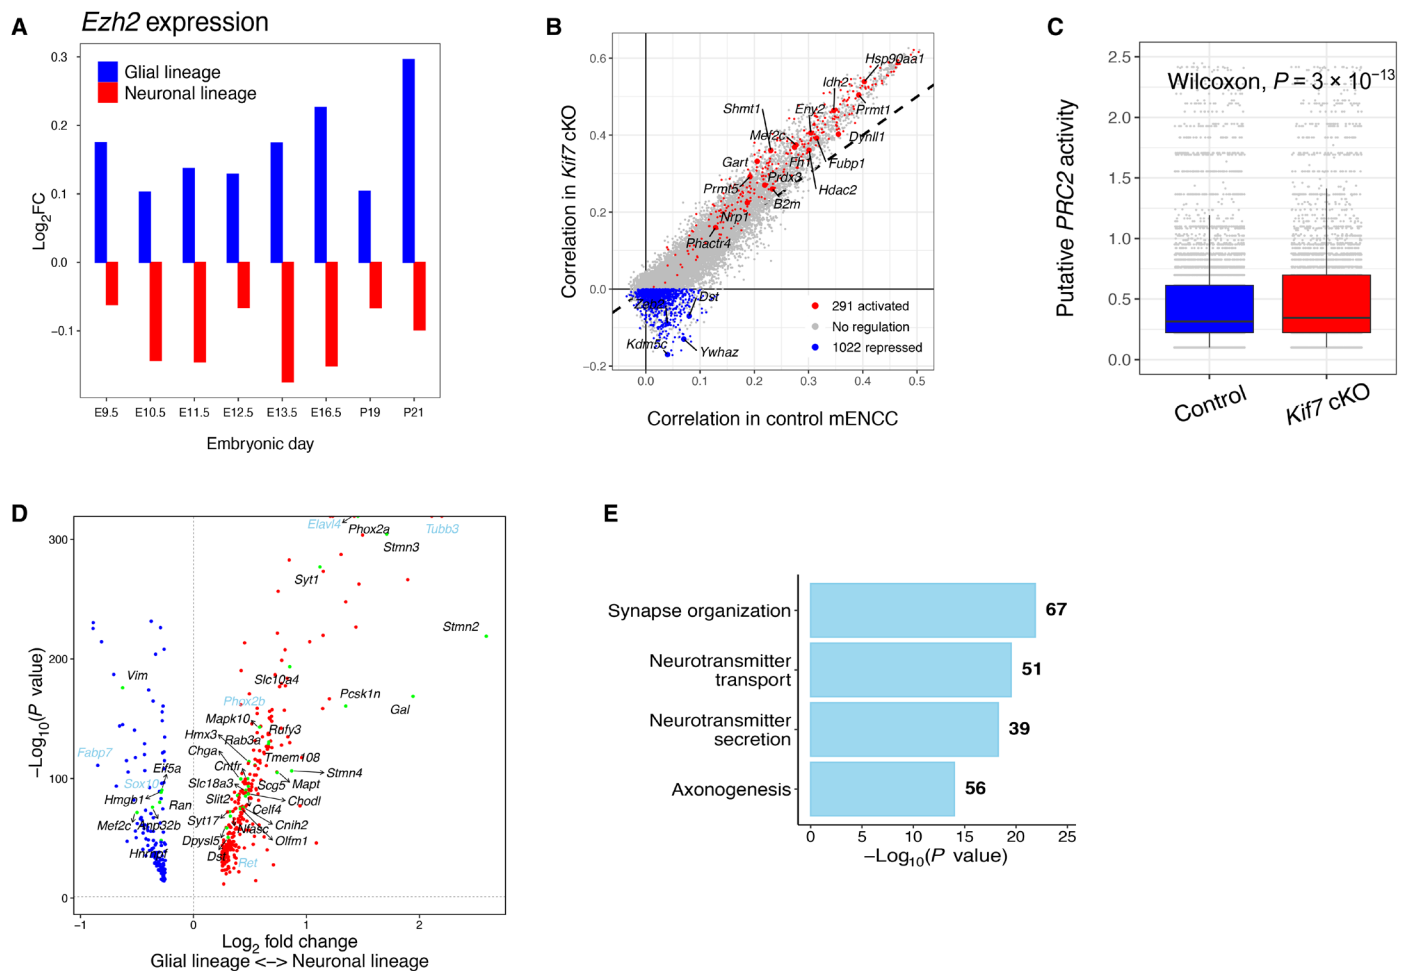 A
Ezh2 expression
Log2FC
0.3
0.2
0.1
0.0
−0.1
Glial lineage
Neuronal lineage
E9.5 E10.5 E11.5 E12.5 E13.5 E16.5 P19 P21
Embryonic day
B
Correlation in Kif7 cKO
0.6
0.4
0.2
0.0
−0.2
Hsp90aa1
Idh2
Shmt1
Eny2
Prmt1
Mef2c
Dynll1
Gart
Fh1
Fubp1
Prdx3
Prmt5
Hdac2
B2m
Nrp1
Phactr4
Dst
Kdm5c
Ywhaz
291 activated
No regulation
1022 repressed
0.0 0.1 0.2 0.3 0.4 0.5
Correlation in control mENCC
C
Putative PRC2 activity
2.5
2.0
1.5
1.0
0.5
0.0
Wilcoxon, P = 3 × 10−13
Control
Kif7 cKO
D
−Log10(P value)
300
200
100
0
Elavl4
Phox2a
Tubb3
Stmn3
Syt1
Stmn2
Vim
Slc10a4
Pcsk1n
Phox2b
Gal
Mapk10
Rufy3
Hmx3
Rab3a
Chga
Fabp7
Tmem108
Cntfr
Eif5a
Stmn4
Sox10
Slc18a3
Scg5
Mapt
Hmgb1
Ran
Slit2
Chodl
Celf4
Mef2c
Anp32b
Syt17
Cnih2
Nfasc
Dpysl5
Olfm1
Dst
Ret
−1 0 1 2
Log2 fold change
Glial lineage <−> Neuronal lineage
E
Synapse organization
67
Neurotransmitter
transport
51
Neurotransmitter
secretion
39
Axonogenesis
56
0 5 10 15 20 25
−Log10(P value)